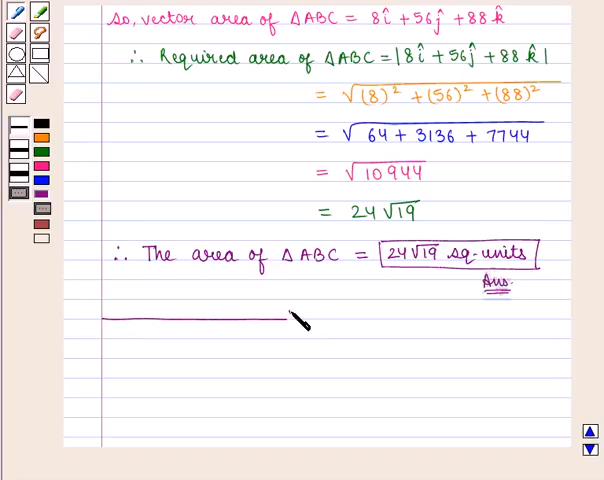 So, vector area of ΔABC = 8î + 56ĵ + 88k̂
∴ Required area of ΔABC = |8î + 56ĵ + 88k̂|
= √(8)² + (56)² + (88)²
= √64 + 3136 + 7744
= √10944
= 24√19
∴ The area of ΔABC = 24√19 sq. units
Ans.